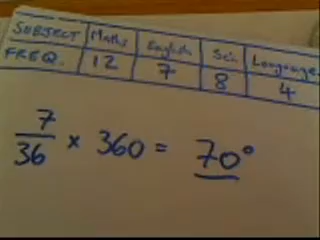 SUBJECT Maths English Sci Language
FREQ. 12 7 8 4
7/36 × 360 = 70°